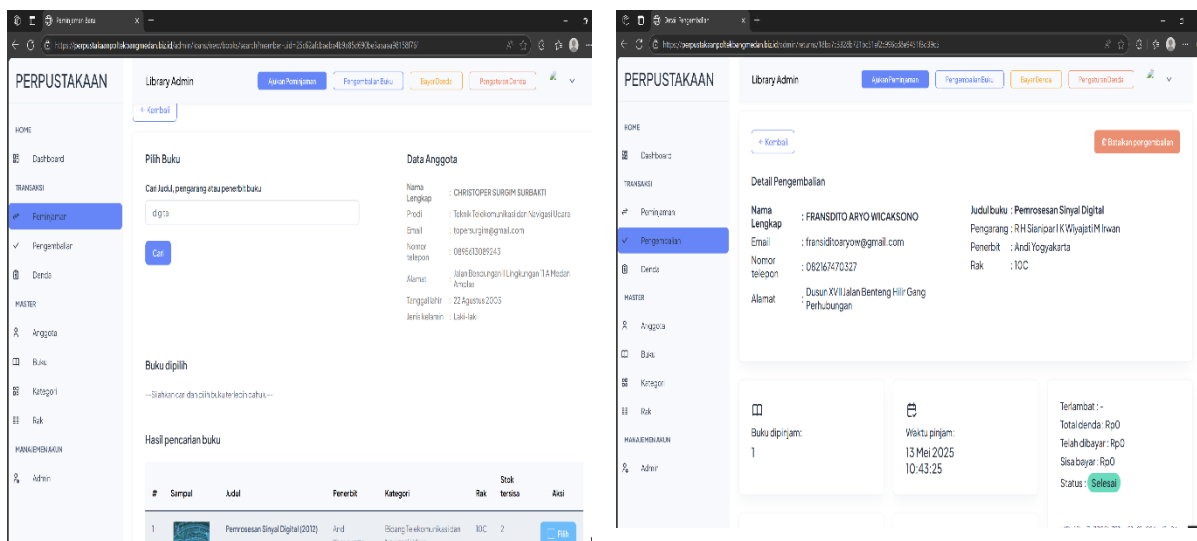 Peminjaman Buku
PERPUSTAKAAN
Library Admin
Ajukan Peminjaman
Pengembalian Buku
Bayar Denda
Pengaturan Denda
← Kembali
HOME
Dashboard
TRANSAKSI
Peminjaman
Pengembalian
Denda
MASTER
Anggota
Buku
Kategori
Rak
MANAJEMEN AKUN
Admin
Pilih Buku
Cari Judul, pengarang atau penerbit buku
digita
Cari
Data Anggota
Nama Lengkap : CHRISTOPER SURGIM SURBAKTI
Prodi : Teknik Telekomunikasi dan Navigasi Udara
Email : topersurgim@gmail.com
Nomor telepon : 0895613089243
Alamat : Jalan Bendungan II Lingkungan 11 A Medan
Amplas
Tanggal lahir : 22 Agustus 2005
Jenis kelamin : Laki-laki
Buku dipilih
---Silahkan cari dan pilih buku terlebih dahulu---
Hasil pencarian buku
# Sampul Judul Penerbit Kategori Rak Stok tersisa Aksi
1 Pemrosesan Sinyal Digital (2012) Andi Bidang Telekomunikasi dan 10C 2 Pilih
Detail Pengembalian
PERPUSTAKAAN
Library Admin
Ajukan Peminjaman
Pengembalian Buku
Bayar Denda
Pengaturan Denda
HOME
Dashboard
TRANSAKSI
Peminjaman
Pengembalian
Denda
MASTER
Anggota
Buku
Kategori
Rak
MANAJEMEN AKUN
Admin
← Kembali
Batalkan pengembalian
Detail Pengembalian
Nama Lengkap : FRANSDITO ARYO WICAKSONO
Email : fransiditoaryow@gmail.com
Nomor telepon : 082167470327
Alamat : Dusun XVII Jalan Benteng Hilir Gang
Perhubungan
Judul buku : Pemrosesan Sinyal Digital
Pengarang : R H Sianipar I K Wiyajati M Irwan
Penerbit : Andi Yogyakarta
Rak : 10C
Buku dipinjam:
1
Waktu pinjam:
13 Mei 2025
10:43:25
Terlambat : -
Total denda : Rp0
Telah dibayar : Rp0
Sisa bayar : Rp0
Status : Selesai